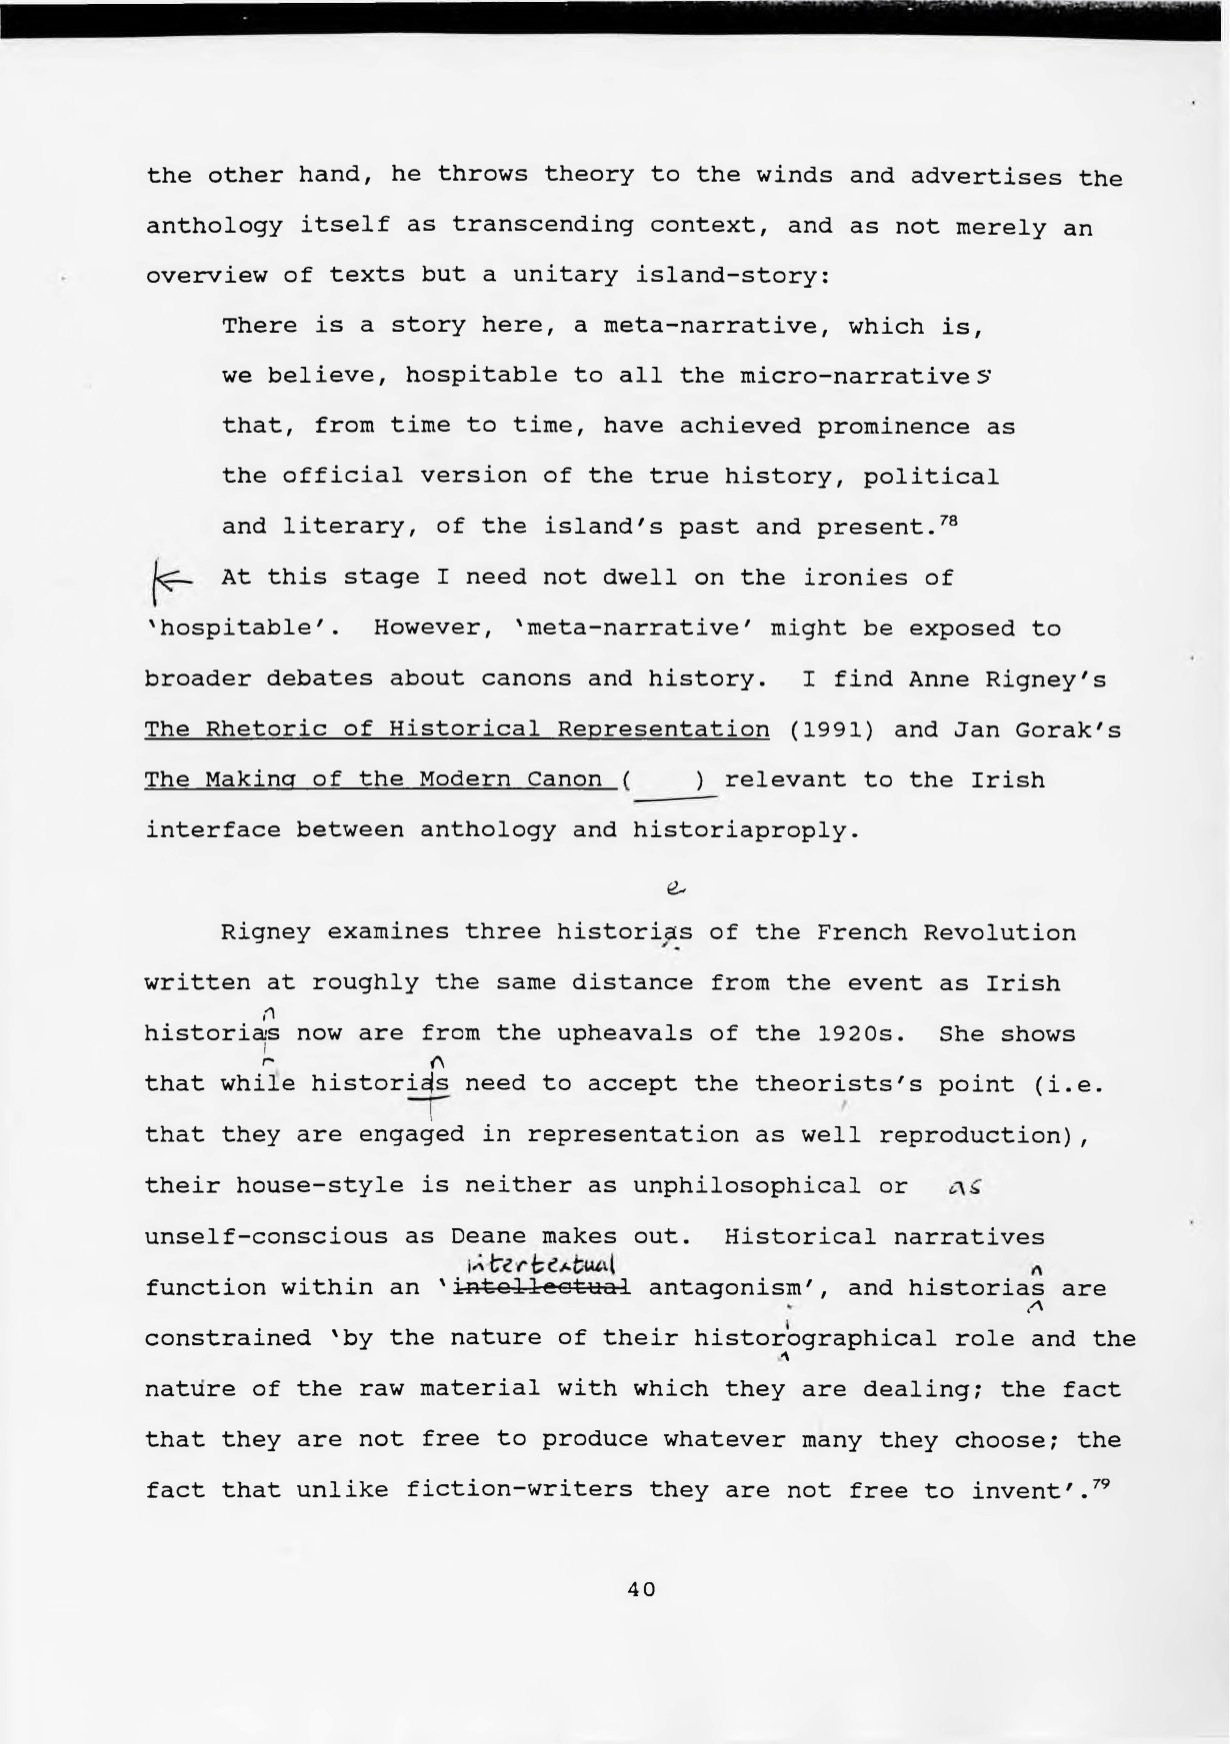 the other hand, he throws theory to the winds and advertises the
anthology itself as transcending context, and as not merely an
overview of texts but a unitary island-story:
There is a story here, a meta-narrative, which is,
we believe, hospitable to all the micro-narratives
that, from time to time, have achieved prominence as
the official version of the true history, political
and literary, of the island's past and present.78
At this stage I need not dwell on the ironies of
'hospitable'. However, 'meta-narrative' might be exposed to
broader debates about canons and history. I find Anne Rigney's
The Rhetoric of Historical Representation (1991) and Jan Gorak's
The Making of the Modern Canon ( ) relevant to the Irish
interface between anthology and historiaproply.
e
Rigney examines three historias of the French Revolution
written at roughly the same distance from the event as Irish
n
historias now are from the upheavals of the 1920s. She shows
n
that while historias need to accept the theorists's point (i.e.
that they are engaged in representation as well reproduction),
their house-style is neither as unphilosophical or as
unself-conscious as Deane makes out. Historical narratives
intertextual n
function within an 'intellectual antagonism', and historias are
i
constrained 'by the nature of their historographical role and the
nature of the raw material with which they are dealing; the fact
that they are not free to produce whatever many they choose; the
fact that unlike fiction-writers they are not free to invent'.79
40